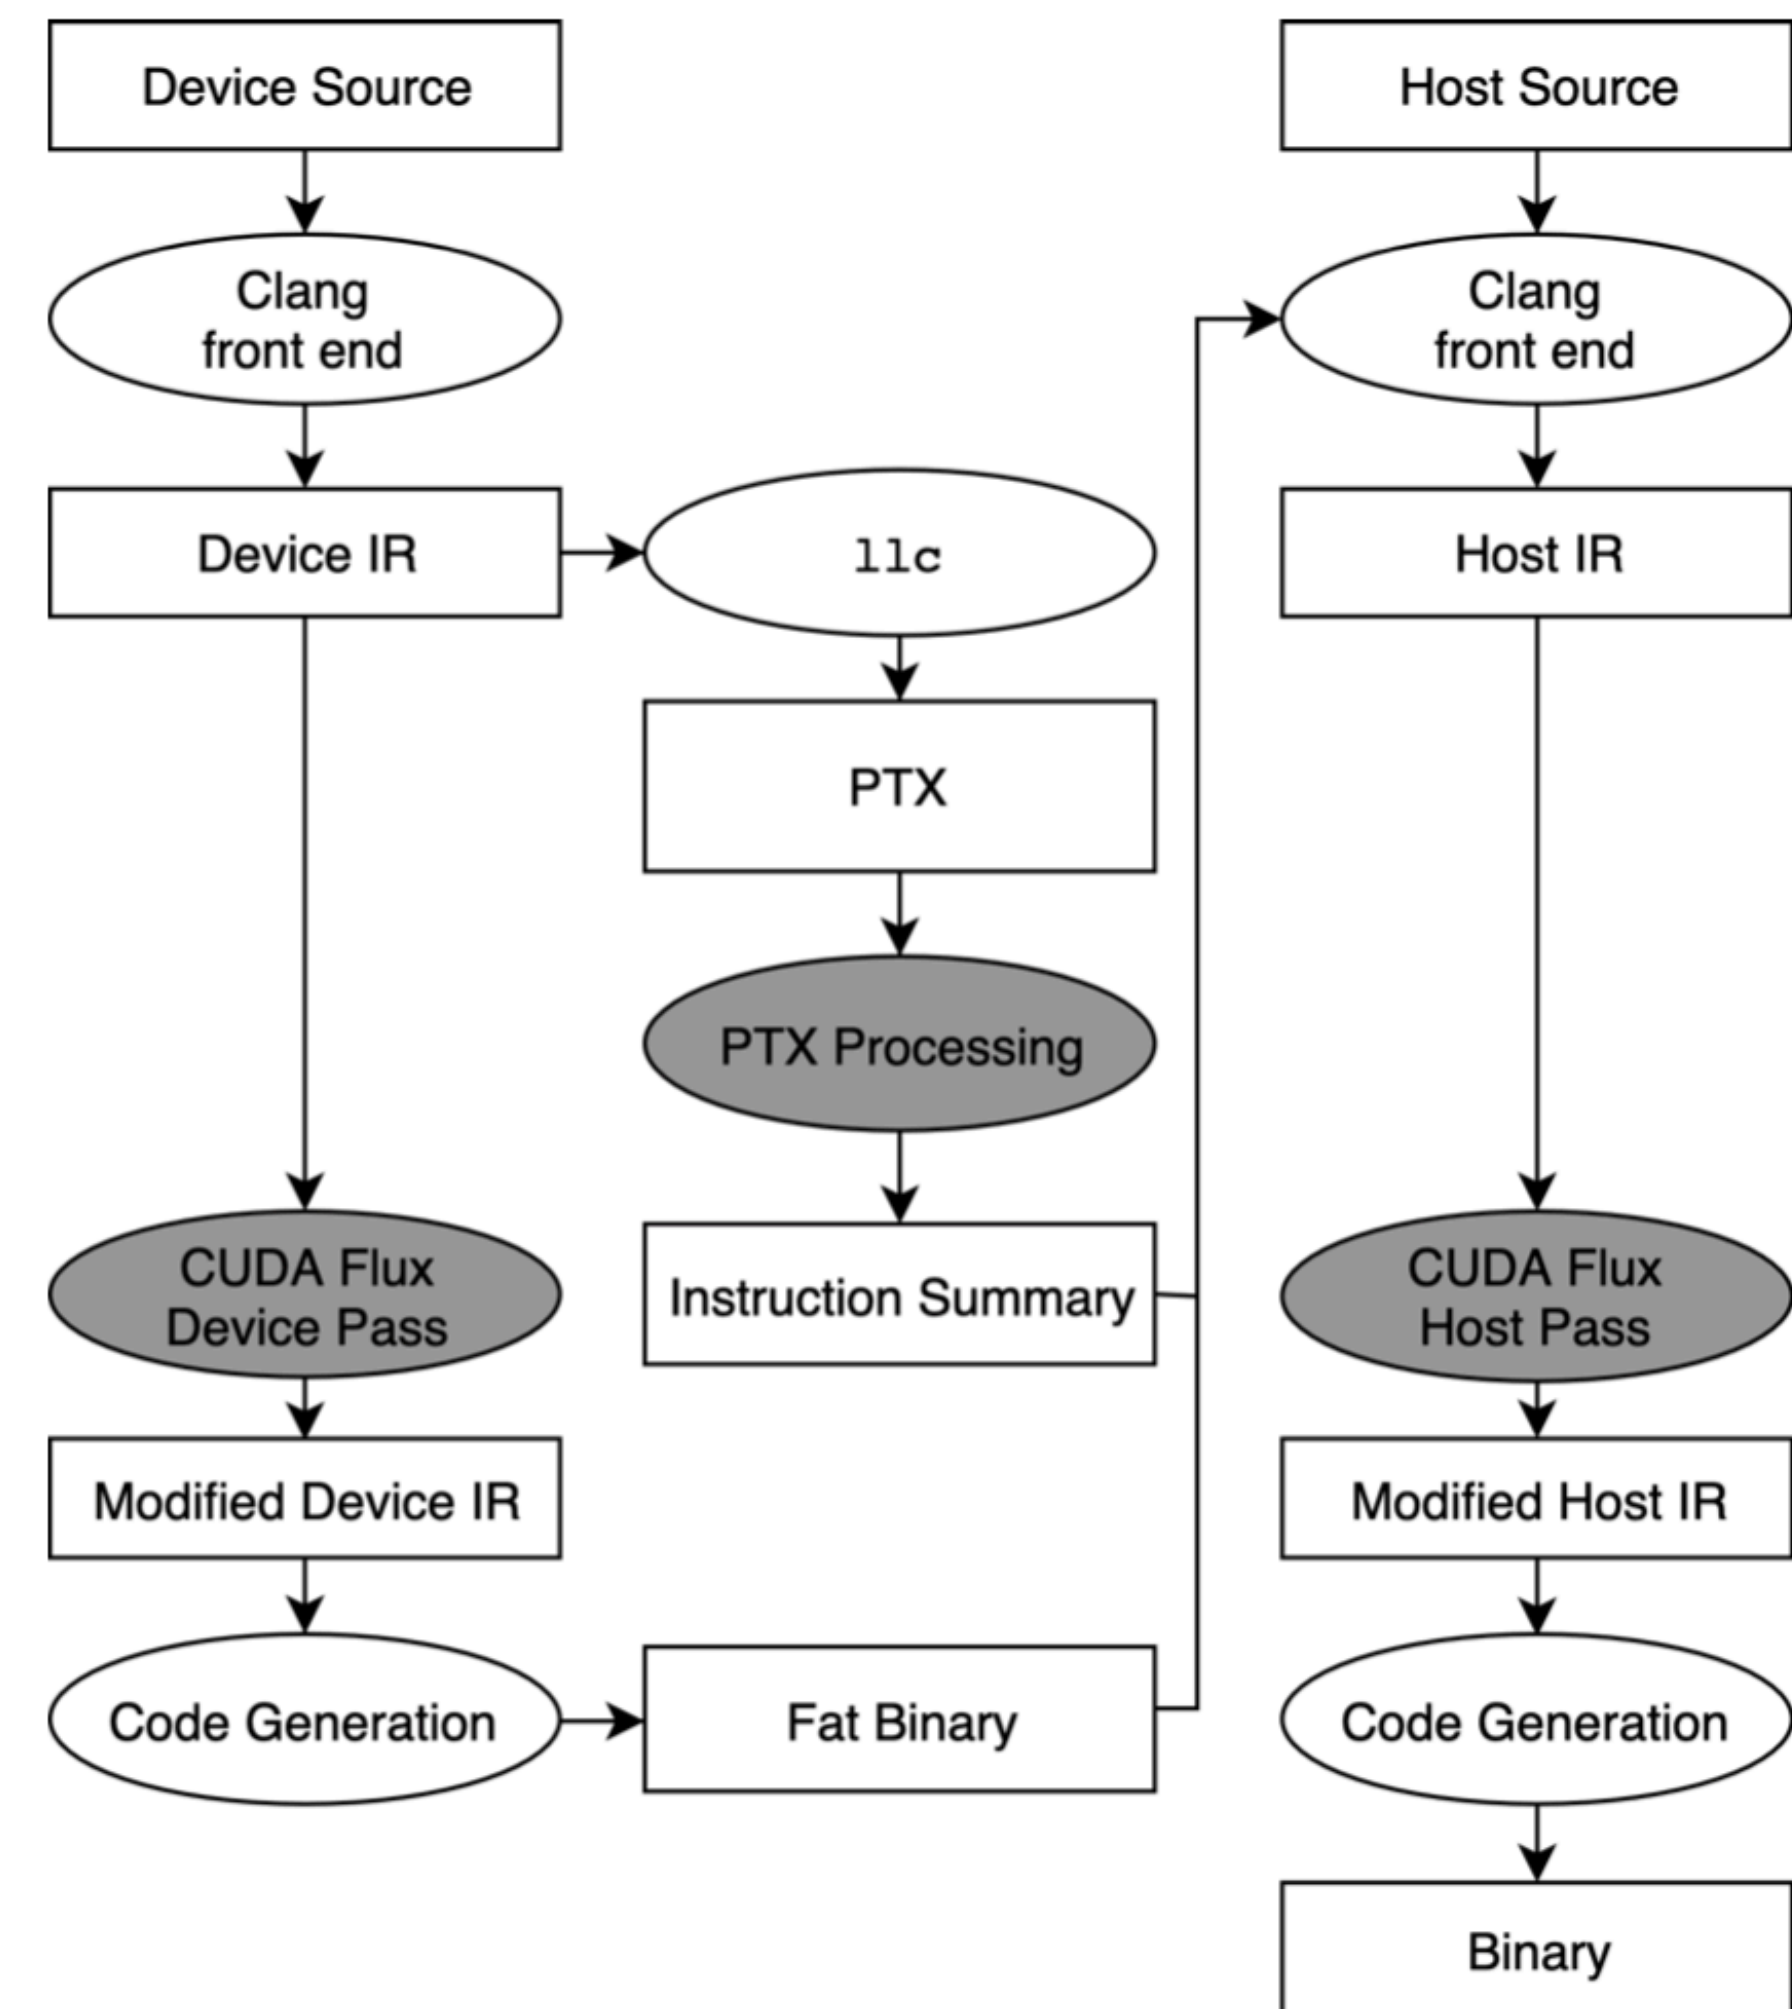 Device Source
Host Source
Clang
front end
Clang
front end
Device IR
llc
Host IR
PTX
PTX Processing
CUDA Flux
Device Pass
Instruction Summary
CUDA Flux
Host Pass
Modified Device IR
Modified Host IR
Code Generation
Fat Binary
Code Generation
Binary